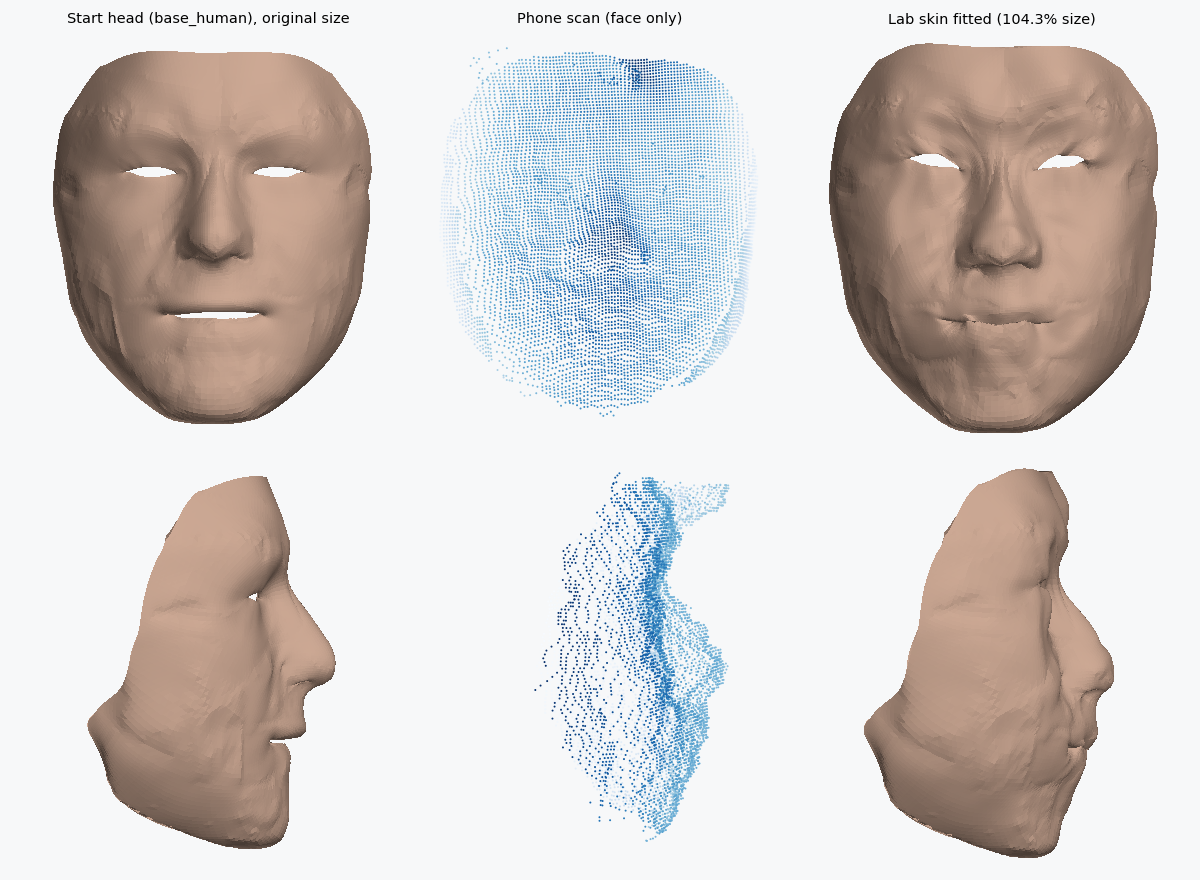 Start head (base_human), original size
Phone scan (face only)
Lab skin fitted (104.3% size)